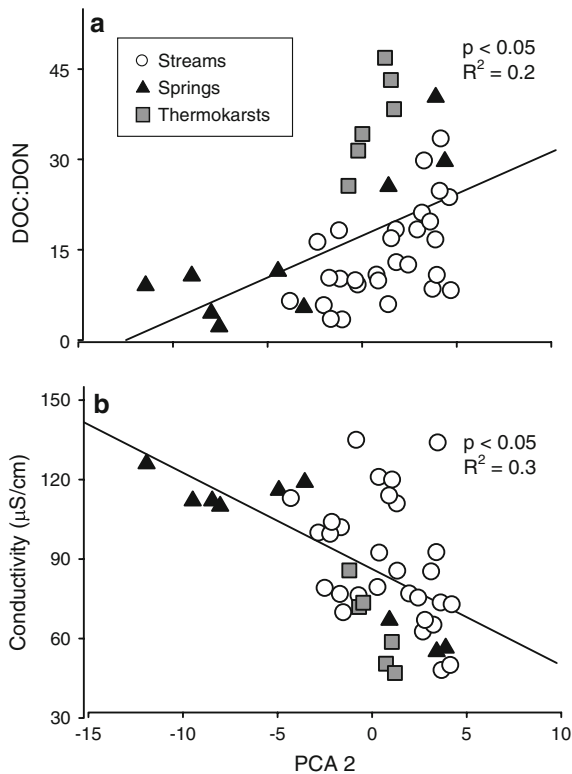 a
Streams
Springs
Thermokarsts
p < 0.05
R² = 0.2
45
30
15
0
DOC:DON
b
p < 0.05
R² = 0.3
150
120
90
60
30
Conductivity (µS/cm)
-15 -10 -5 0 5 10
PCA 2